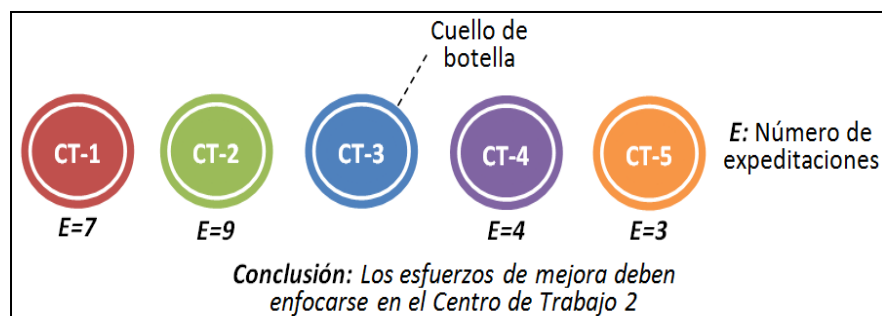 Cuello de
botella
CT-1
CT-2
CT-3
CT-4
CT-5
E: Número de
expeditaciones
E=7
E=9
E=4
E=3
Conclusión: Los esfuerzos de mejora deben
enfocarse en el Centro de Trabajo 2